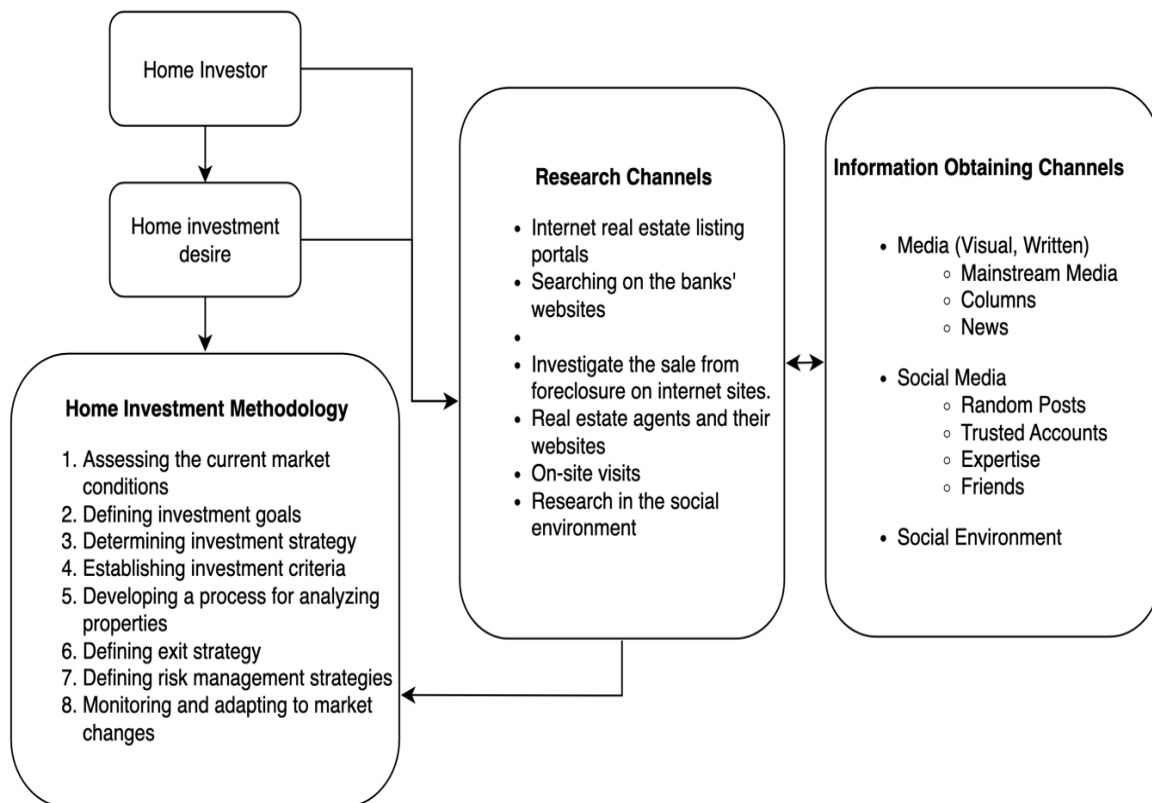 Home Investor
Home investment
desire
Home Investment Methodology
1. Assessing the current market
conditions
2. Defining investment goals
3. Determining investment strategy
4. Establishing investment criteria
5. Developing a process for analyzing
properties
6. Defining exit strategy
7. Defining risk management strategies
8. Monitoring and adapting to market
changes
Research Channels
• Internet real estate listing
portals
• Searching on the banks'
websites
•
• Investigate the sale from
foreclosure on internet sites.
• Real estate agents and their
websites
• On-site visits
• Research in the social
environment
Information Obtaining Channels
• Media (Visual, Written)
○ Mainstream Media
○ Columns
○ News
• Social Media
○ Random Posts
○ Trusted Accounts
○ Expertise
○ Friends
• Social Environment